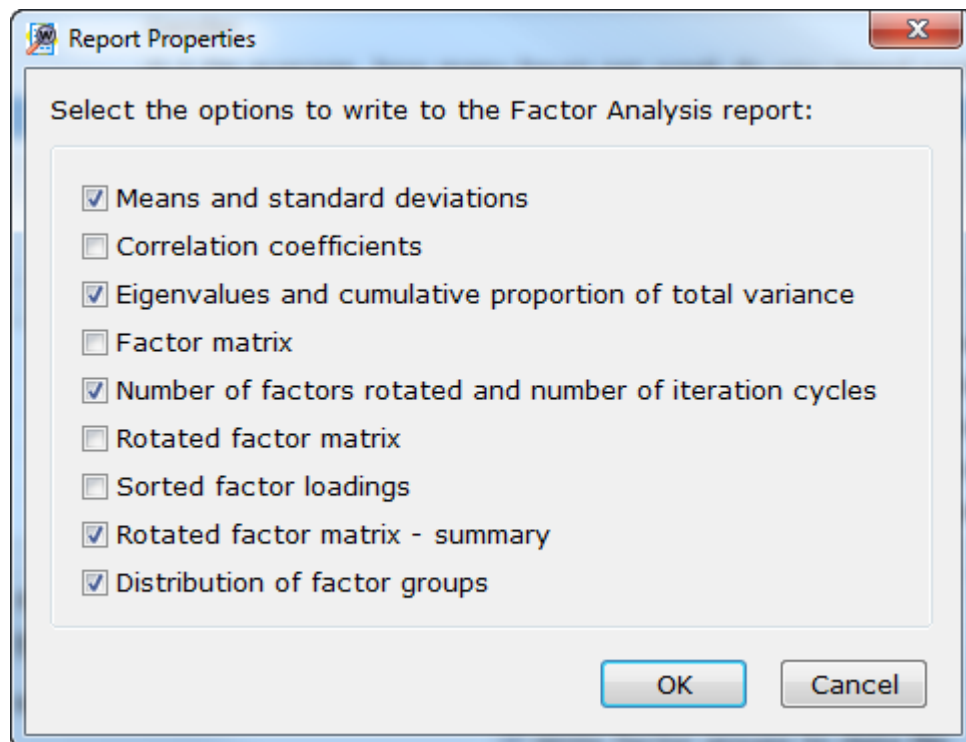 Report Properties
Select the options to write to the Factor Analysis report:
Means and standard deviations
Correlation coefficients
Eigenvalues and cumulative proportion of total variance
Factor matrix
Number of factors rotated and number of iteration cycles
Rotated factor matrix
Sorted factor loadings
Rotated factor matrix - summary
Distribution of factor groups
OK Cancel